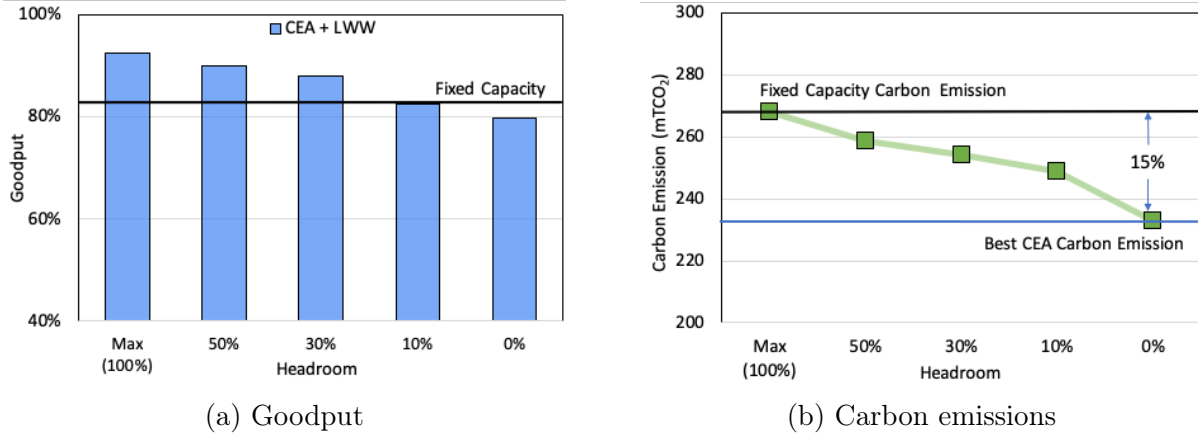 100%
80%
60%
40%
Goodput
CEA + LWW
Fixed Capacity
Max (100%)
50%
30%
10%
0%
Headroom
(a) Goodput
300
280
260
240
220
200
Carbon Emission (mTCO₂)
Fixed Capacity Carbon Emission
15%
Best CEA Carbon Emission
Max (100%)
50%
30%
10%
0%
Headroom
(b) Carbon emissions